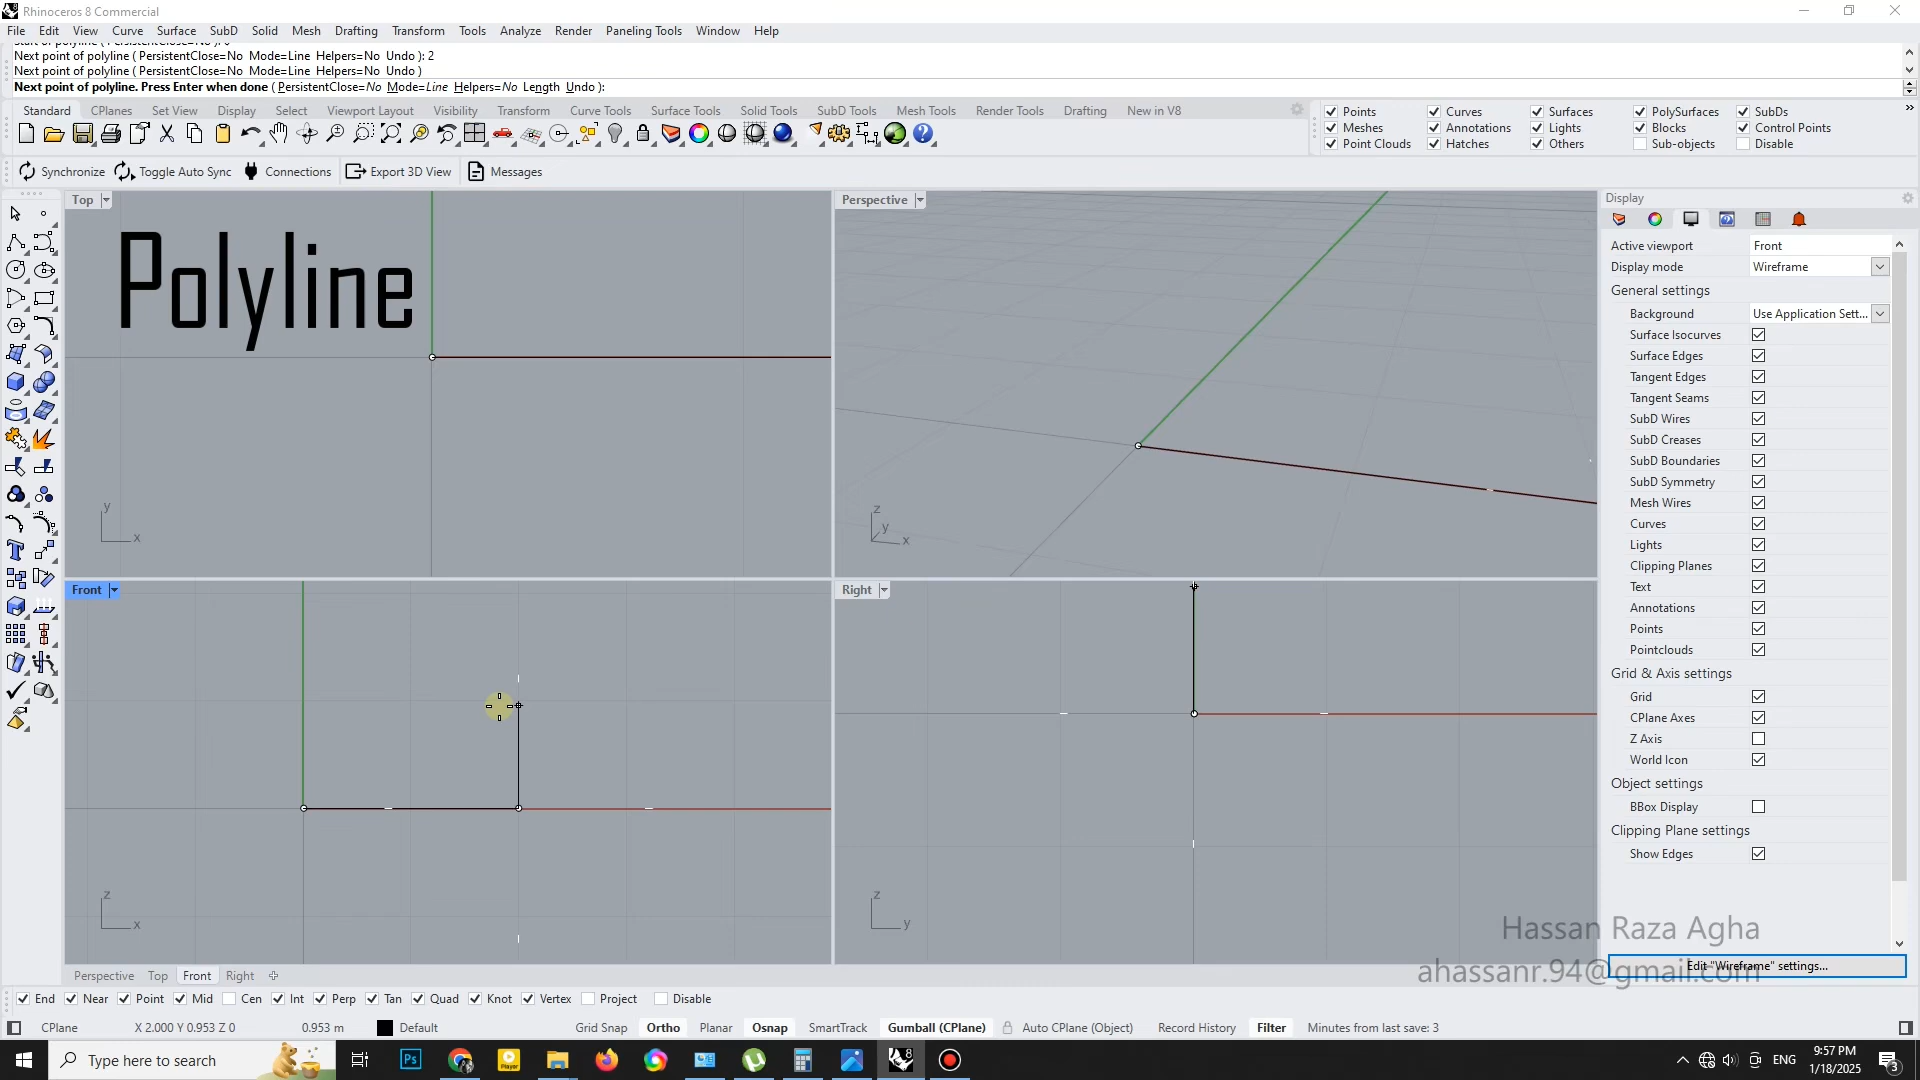 Rhinoceros 8 Commercial
File Edit View Curve Surface SubD Solid Mesh Drafting Transform Tools Analyze Render Paneling Tools Window Help
Next point of polyline ( PersistentClose=No Mode=Line Helpers=No Undo ): 2
Next point of polyline ( PersistentClose=No Mode=Line Helpers=No Undo )
Next point of polyline. Press Enter when done ( PersistentClose=No Mode=Line Helpers=No Length Undo ):
Standard CPlanes Set View Display Select Viewport Layout Visibility Transform Curve Tools Surface Tools Solid Tools SubD Tools Mesh Tools Render Tools Drafting New in V8
Points Curves Surfaces PolySurfaces SubDs
Meshes Annotations Lights Blocks Control Points
Point Clouds Hatches Others Sub-objects Disable
Synchronize Toggle Auto Sync Connections Export 3D View Messages
Top
Polyline
y
x
Perspective
z
y
x
Front
z
x
Right
z
y
Display
Active viewport Front
Display mode Wireframe
General settings
Background Use Application Sett...
Surface Isocurves
Surface Edges
Tangent Edges
Tangent Seams
SubD Wires
SubD Creases
SubD Boundaries
SubD Symmetry
Mesh Wires
Curves
Lights
Clipping Planes
Text
Annotations
Points
Pointclouds
Grid & Axis settings
Grid
CPlane Axes
Z Axis
World Icon
Object settings
BBox Display
Clipping Plane settings
Show Edges
Hassan Raza Agha
ahassanr.94@gmail.com
Edit "Wireframe" settings...
Perspective Top Front Right
End Near Point Mid Cen Int Perp Tan Quad Knot Vertex Project Disable
CPlane X 2.000 Y 0.953 Z 0 0.953 m Default Grid Snap Ortho Planar Osnap SmartTrack Gumball (CPlane) Auto CPlane (Object) Record History Filter Minutes from last save: 3
Type here to search
Ps
Player
8
ENG
9:57 PM
1/18/2025
3